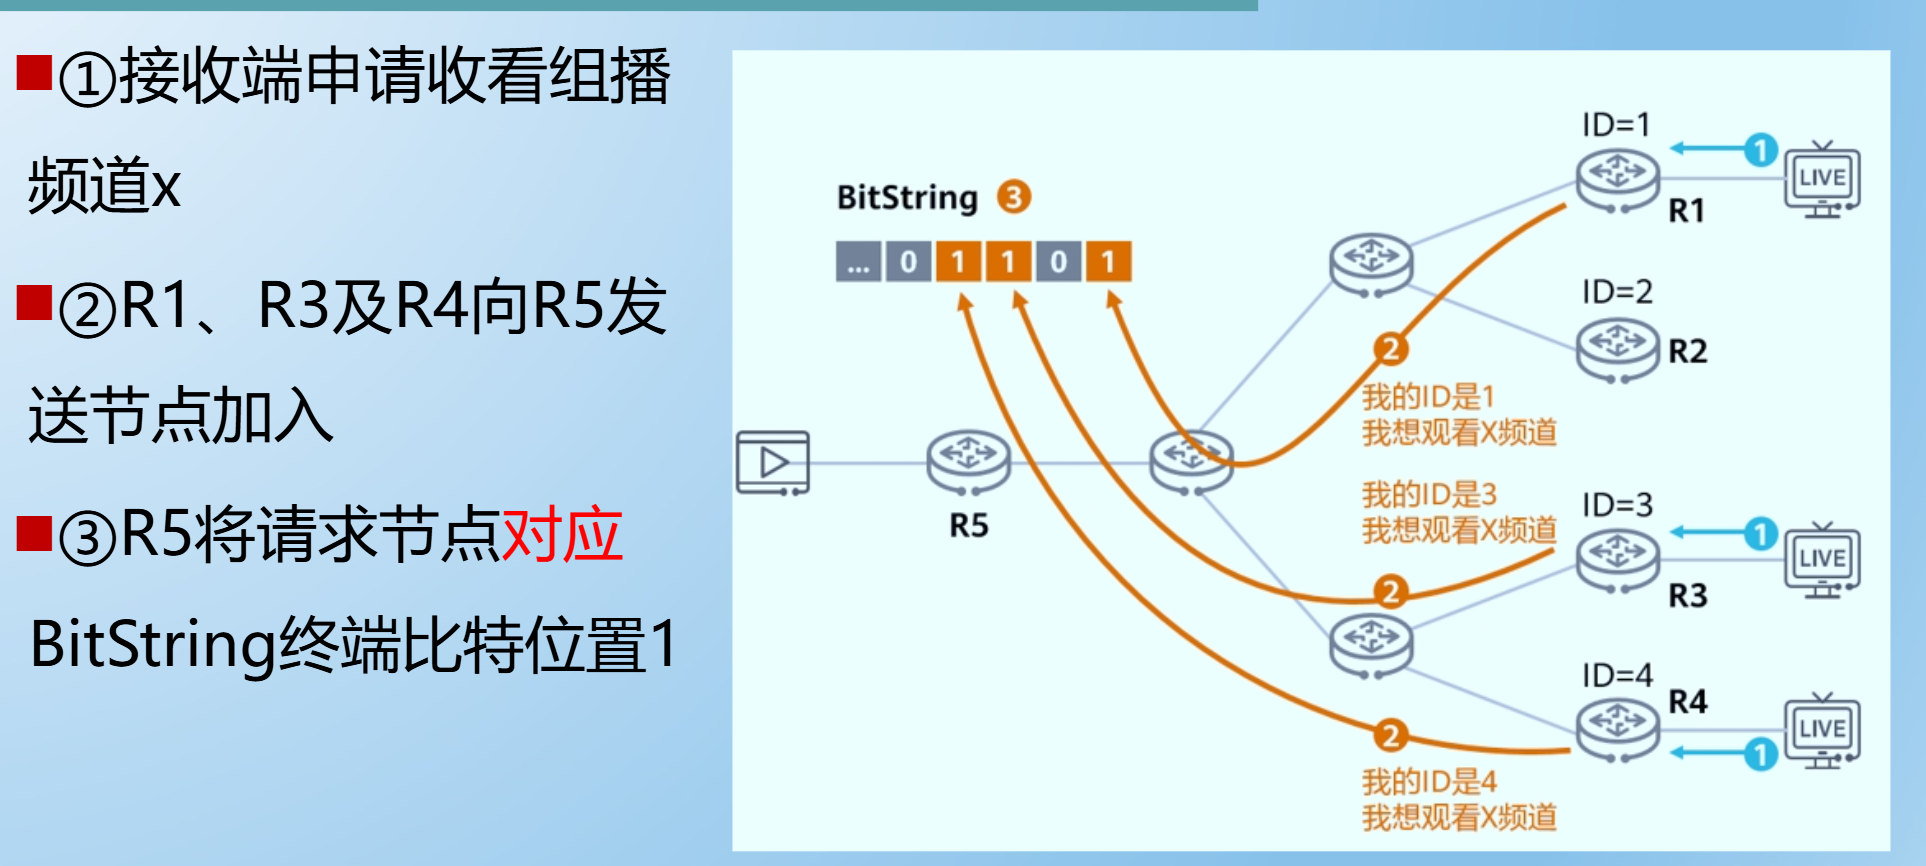 ①接收端申请收看组播
频道x
②R1、R3及R4向R5发
送节点加入
③R5将请求节点对应
BitString终端比特位置1
BitString 3
... 0 1 1 0 1
ID=1
1
LIVE
R1
ID=2
R2
2
我的ID是1
我想观看X频道
R5
我的ID是3
我想观看X频道
ID=3
1
LIVE
R3
2
ID=4
R4
LIVE
1
2
我的ID是4
我想观看X频道